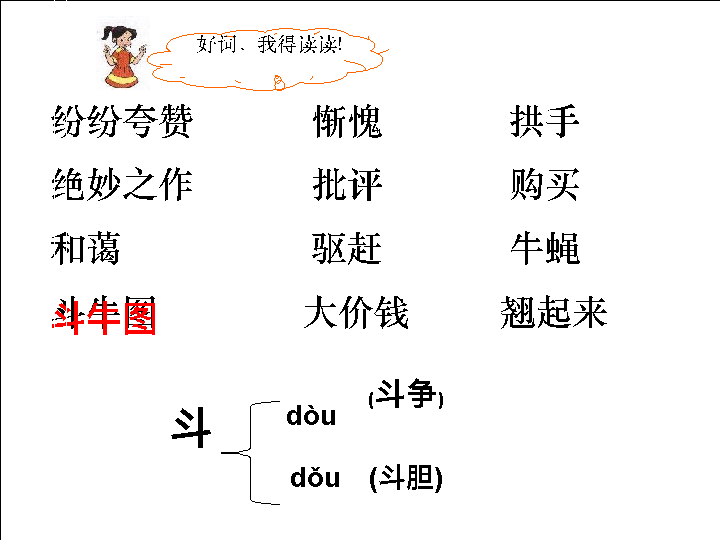 好词、我得读读!
纷纷夸赞 惭愧 拱手
绝妙之作 批评 购买
和蔼 驱赶 牛蝇
斗牛图 大价钱 翘起来
斗
dòu (斗争)
dǒu (斗胆)